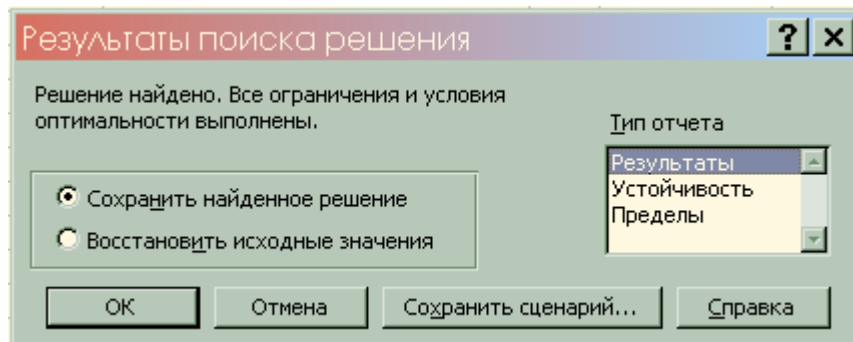 Результаты поиска решения
Решение найдено. Все ограничения и условия
оптимальности выполнены.
Тип отчета
Результаты
Устойчивость
Пределы
Сохранить найденное решение
Восстановить исходные значения
ОК
Отмена
Сохранить сценарий...
Справка